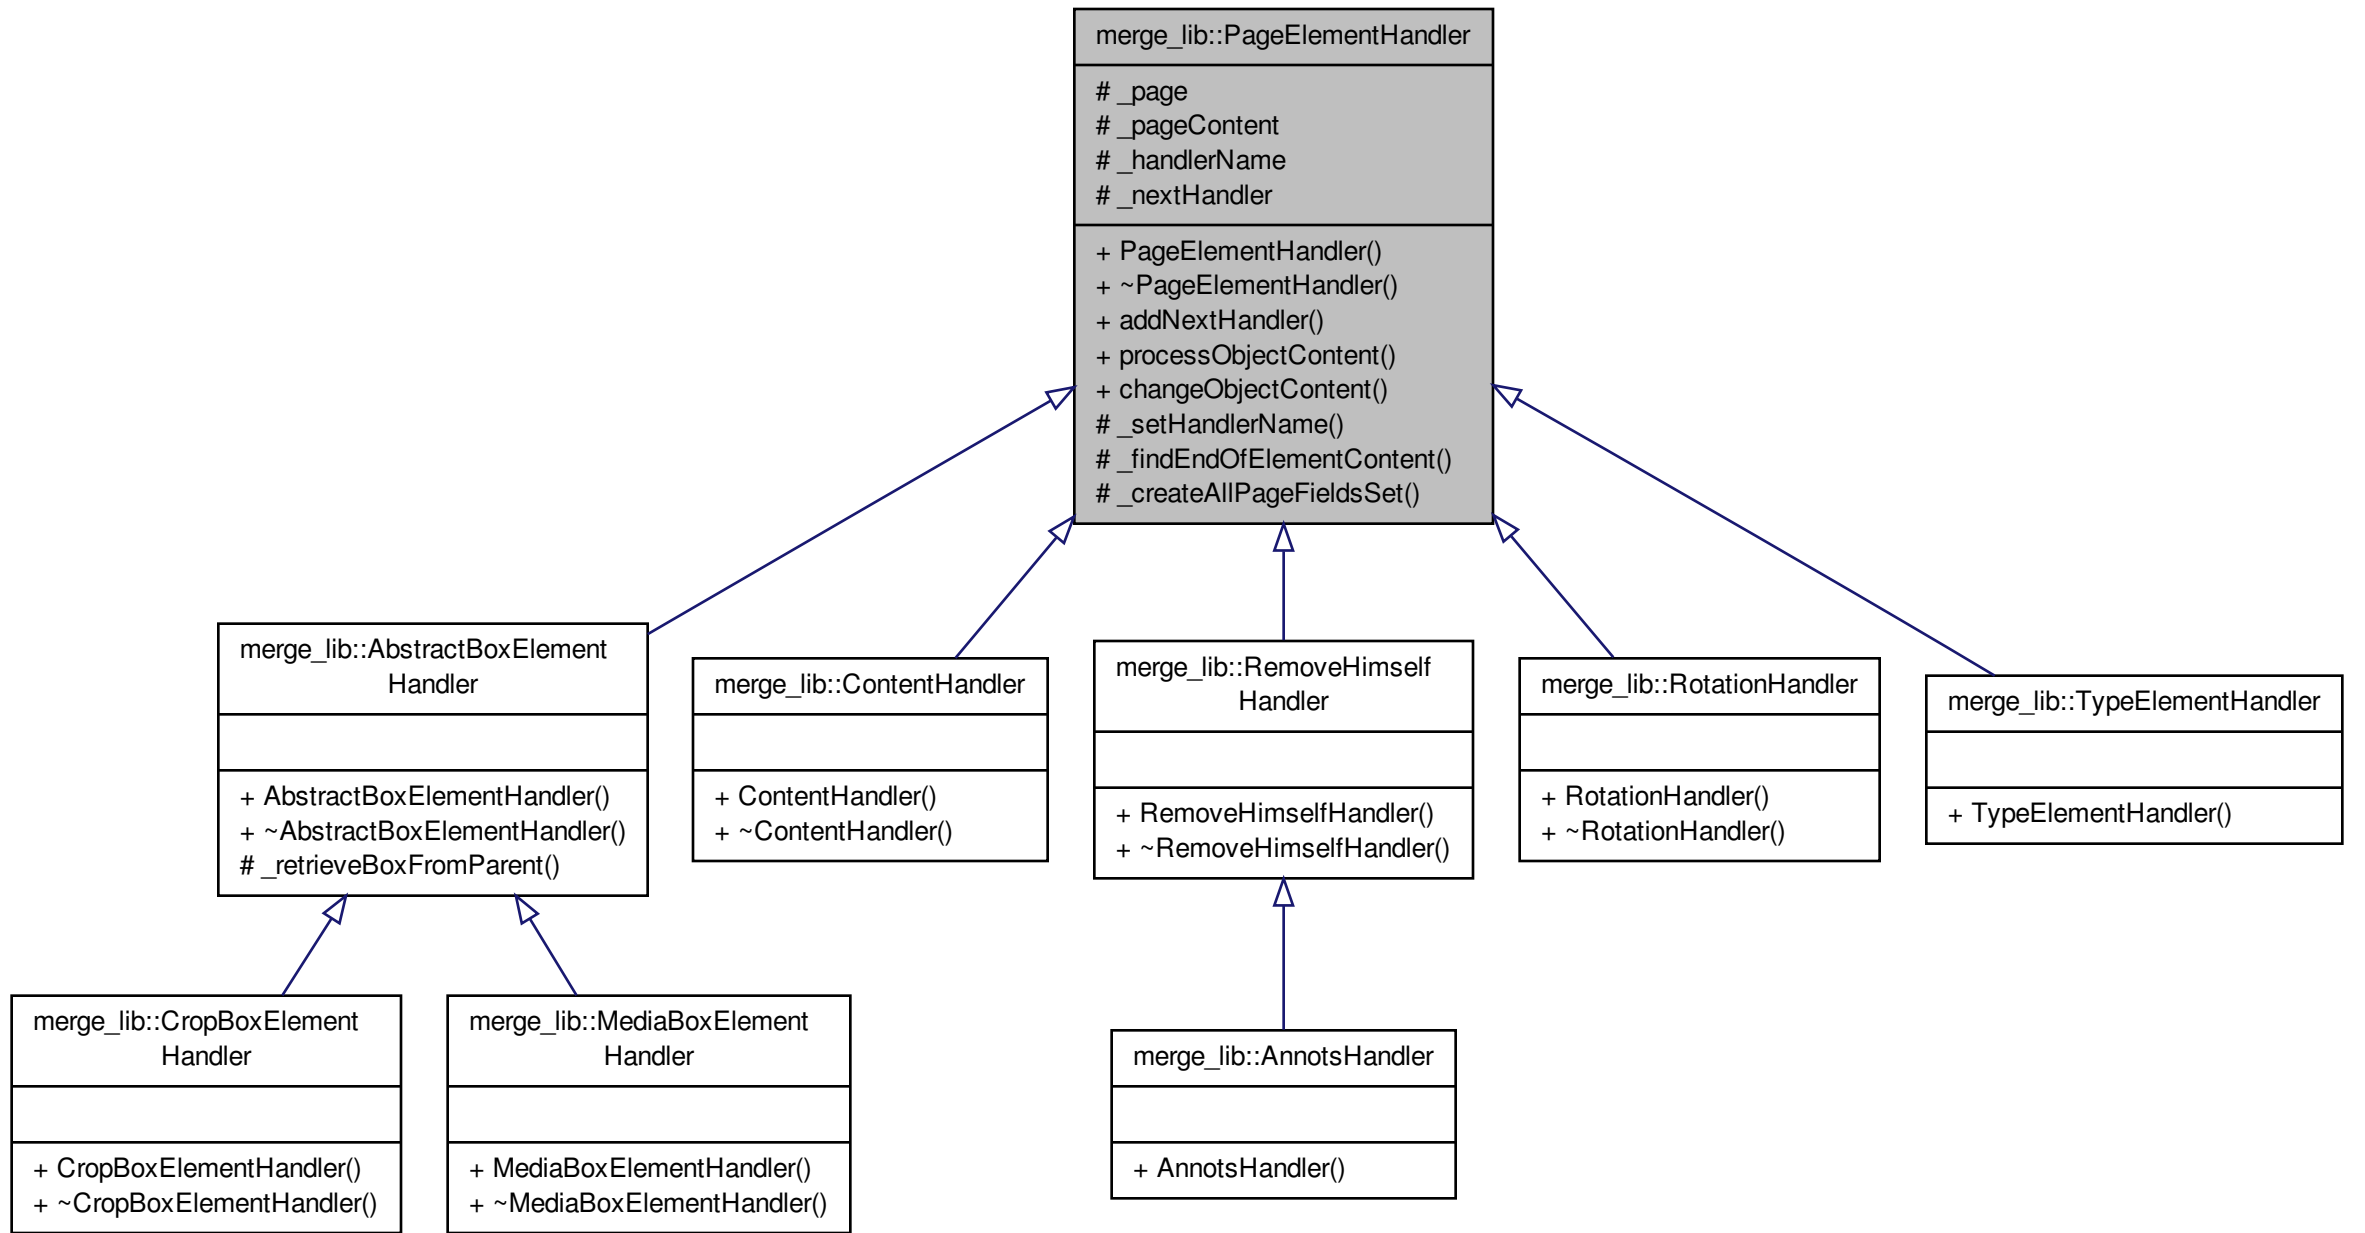 merge_lib::PageElementHandler
# _page
# _pageContent
# _handlerName
# _nextHandler
+ PageElementHandler()
+ ~PageElementHandler()
+ addNextHandler()
+ processObjectContent()
+ changeObjectContent()
# _setHandlerName()
# _findEndOfElementContent()
# _createAllPageFieldsSet()
merge_lib::AbstractBoxElement
Handler
+ AbstractBoxElementHandler()
+ ~AbstractBoxElementHandler()
# _retrieveBoxFromParent()
merge_lib::ContentHandler
+ ContentHandler()
+ ~ContentHandler()
merge_lib::RemoveHimself
Handler
+ RemoveHimselfHandler()
+ ~RemoveHimselfHandler()
merge_lib::RotationHandler
+ RotationHandler()
+ ~RotationHandler()
merge_lib::TypeElementHandler
+ TypeElementHandler()
merge_lib::CropBoxElement
Handler
+ CropBoxElementHandler()
+ ~CropBoxElementHandler()
merge_lib::MediaBoxElement
Handler
+ MediaBoxElementHandler()
+ ~MediaBoxElementHandler()
merge_lib::AnnotsHandler
+ AnnotsHandler()